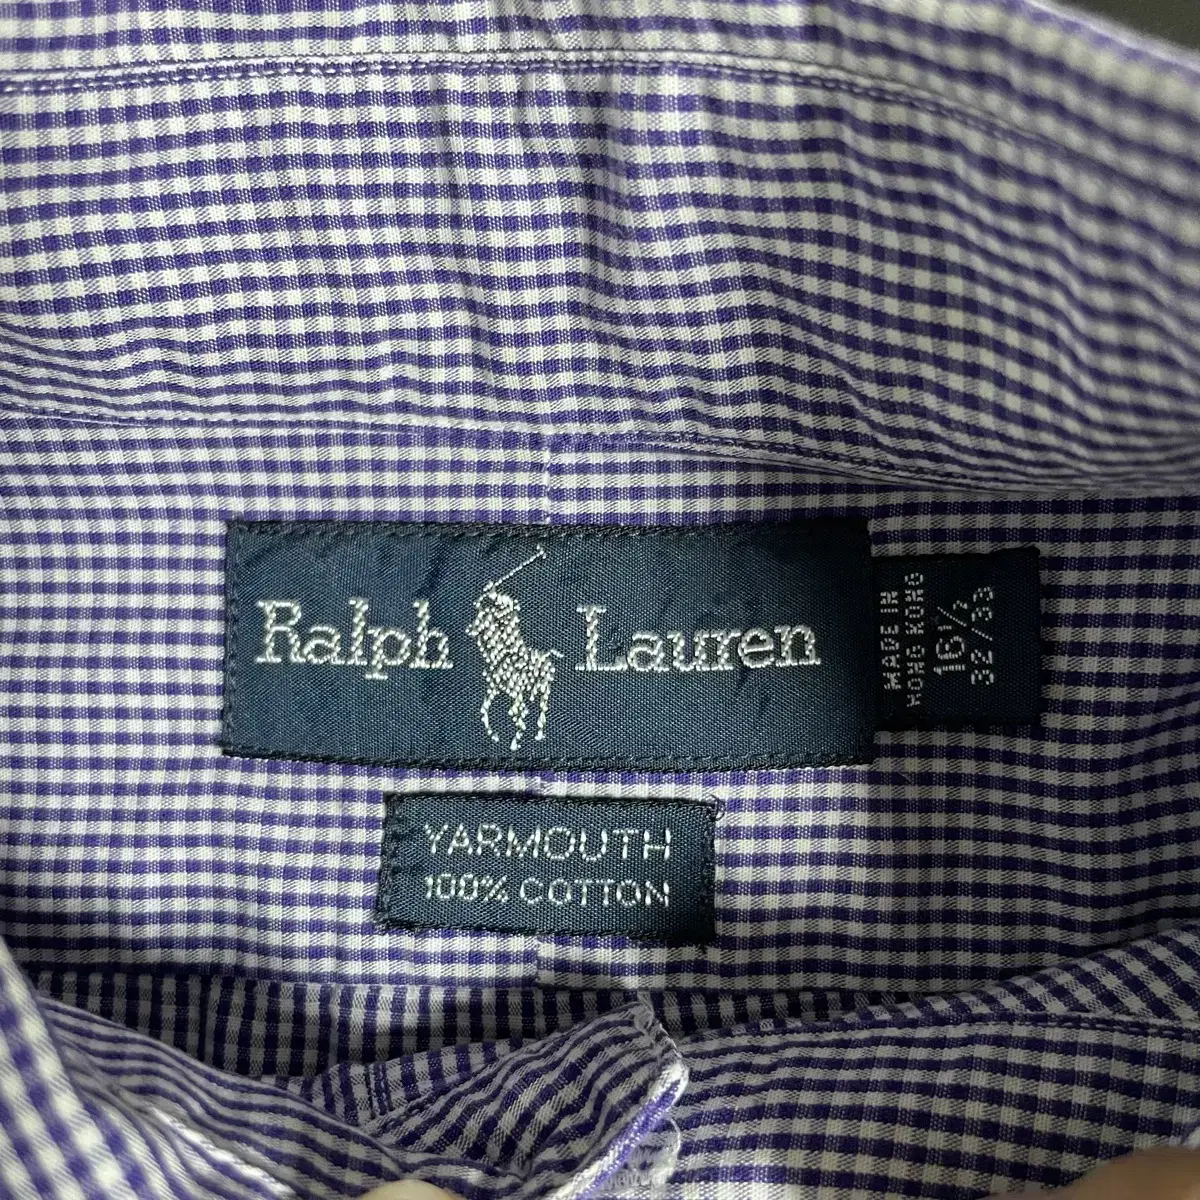 Ralph Lauren
MADE IN
HONG KONG
16½
32/33
YARMOUTH
100% COTTON